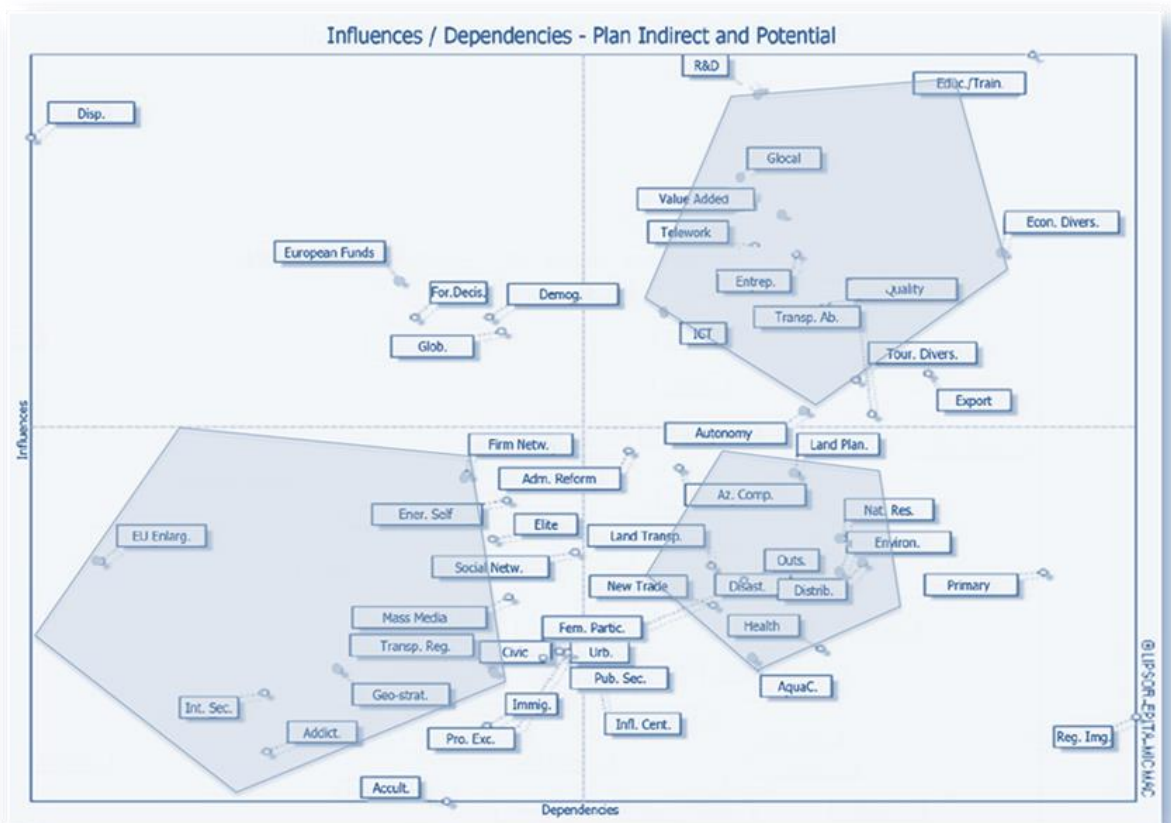 Influences / Dependencies - Plan Indirect and Potential
R&D
Educ./Train.
Disp.
Glocal
Value Added
Telework
Econ. Divers.
European Funds
Entrep.
Quality
For.Decis.
Demog.
Transp. Ab.
Glob.
ICT
Tour. Divers.
Export
Influences
Autonomy
Firm Netw.
Land Plan.
Adm. Reform
Az. Comp.
Ener. Self
Nat. Res.
Elite
EU Enlarg.
Land Transp.
Environ.
Social Netw.
Outs.
New Trade
Disast.
Distrib.
Primary
Mass Media
Fem. Partic.
Health
Transp. Reg.
Civic
Urb.
Pub. Sec.
AquaC.
Geo-strat.
Int. Sec.
Immig.
Infl. Cent.
Addict.
Pro. Exc.
Reg. Img.
Accult.
Dependencies
© LIPSOR-EPITA-MICMAC